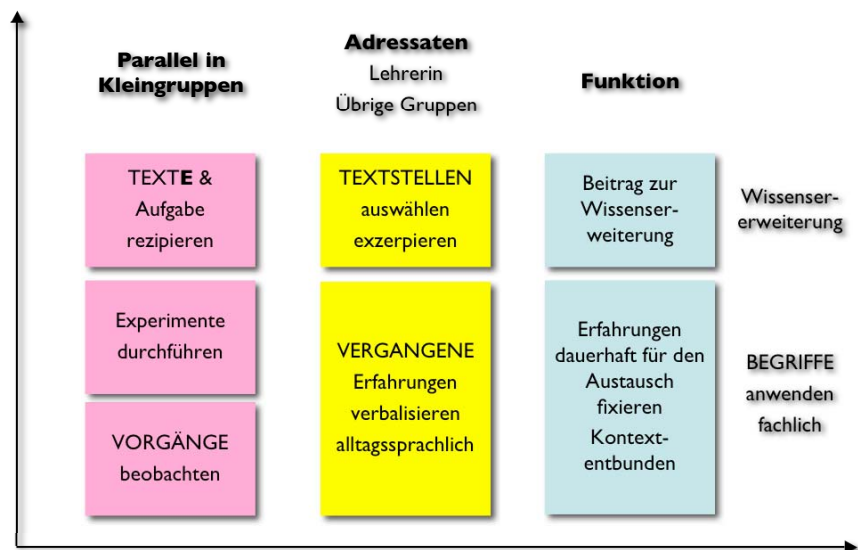 Parallel in
Kleingruppen
Adressaten
Lehrerin
Übrige Gruppen
Funktion
TEXTE &
Aufgabe
rezipieren
TEXTSTELLEN
auswählen
exzerpieren
Beitrag zur
Wissenser-
weiterung
Wissenser-
erweiterung
Experimente
durchführen
VORGÄNGE
beobachten
VERGANGENE
Erfahrungen
verbalisieren
alltagssprachlich
Erfahrungen
dauerhaft für den
Austausch
fixieren
Kontext-
entbunden
BEGRIFFE
anwenden
fachlich